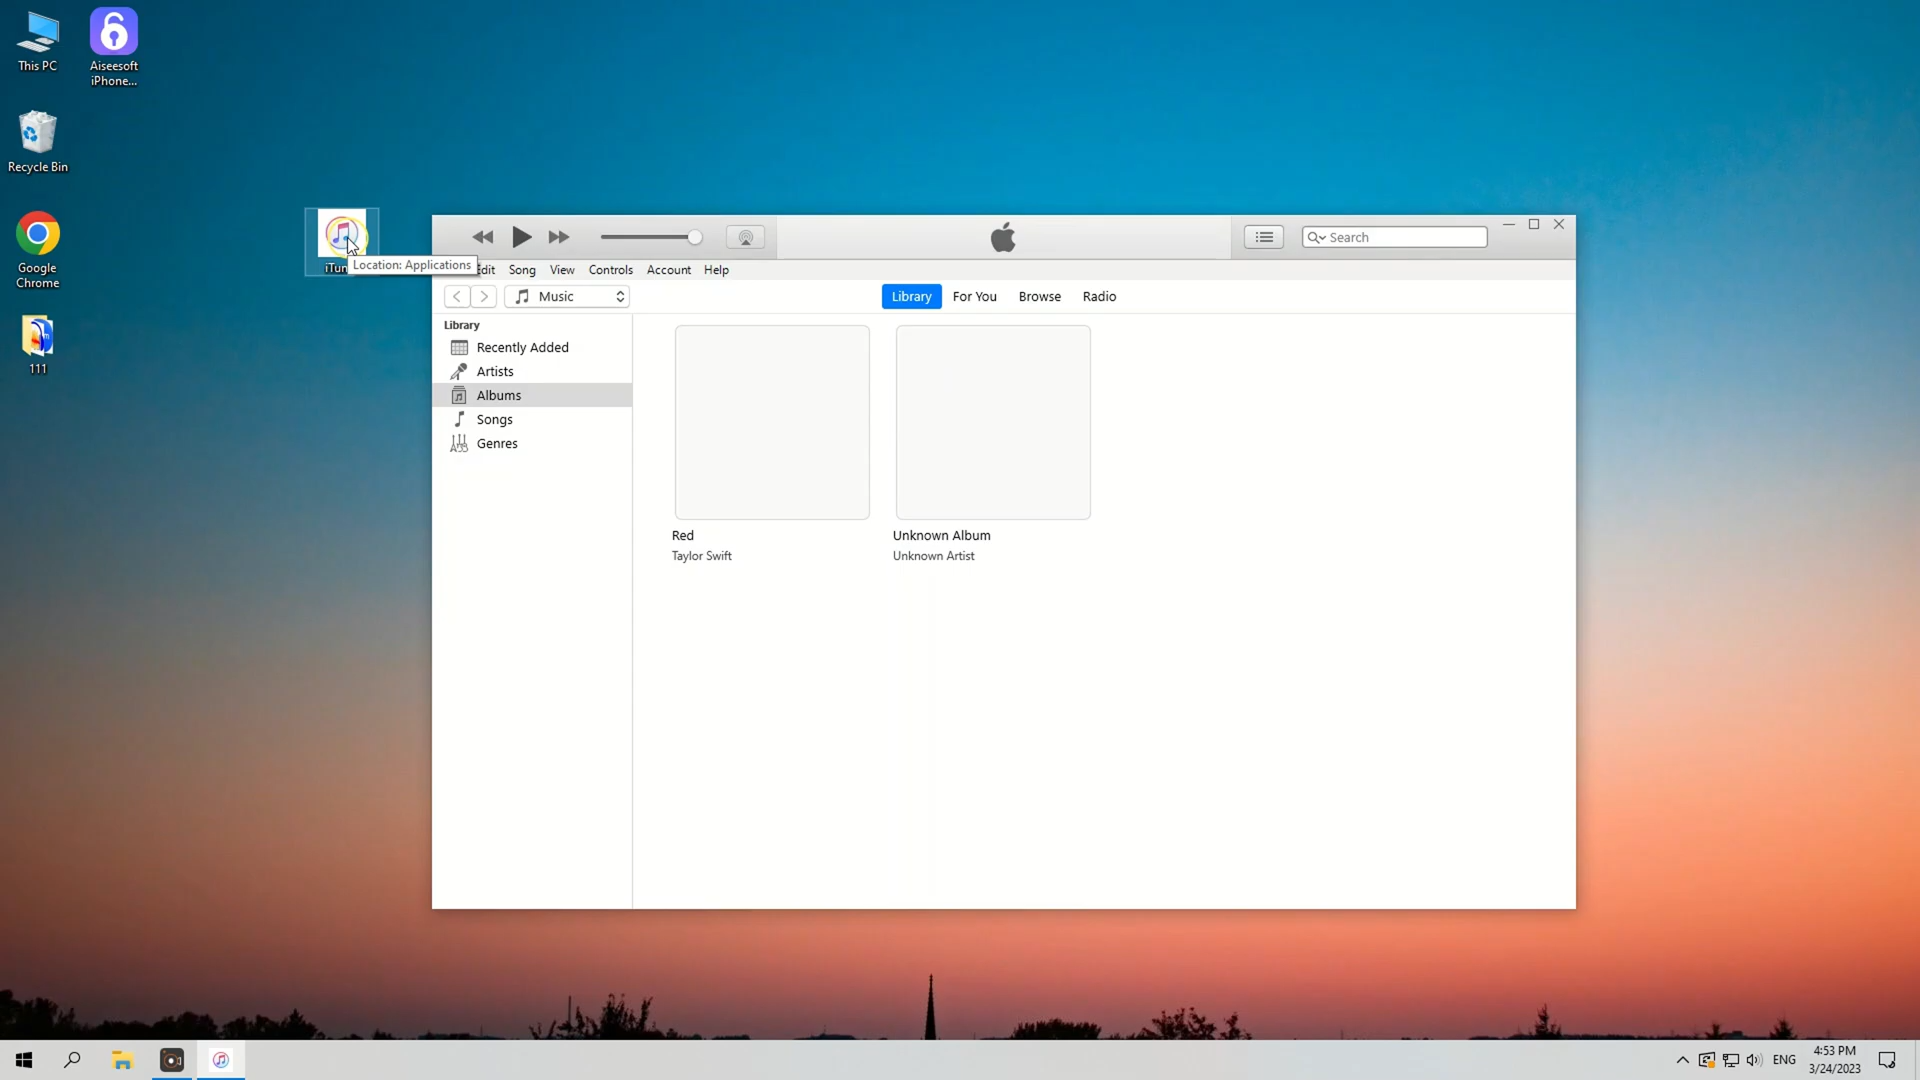 This PC
Aiseesoft
iPhone...
Recycle Bin
Google
Chrome
111
Location: Applications
Search
Song View Controls Account Help
Music
Library For You Browse Radio
Library
Recently Added
Artists
Albums
Songs
Genres
Red
Taylor Swift
Unknown Album
Unknown Artist
ENG
4:53 PM
3/24/2023